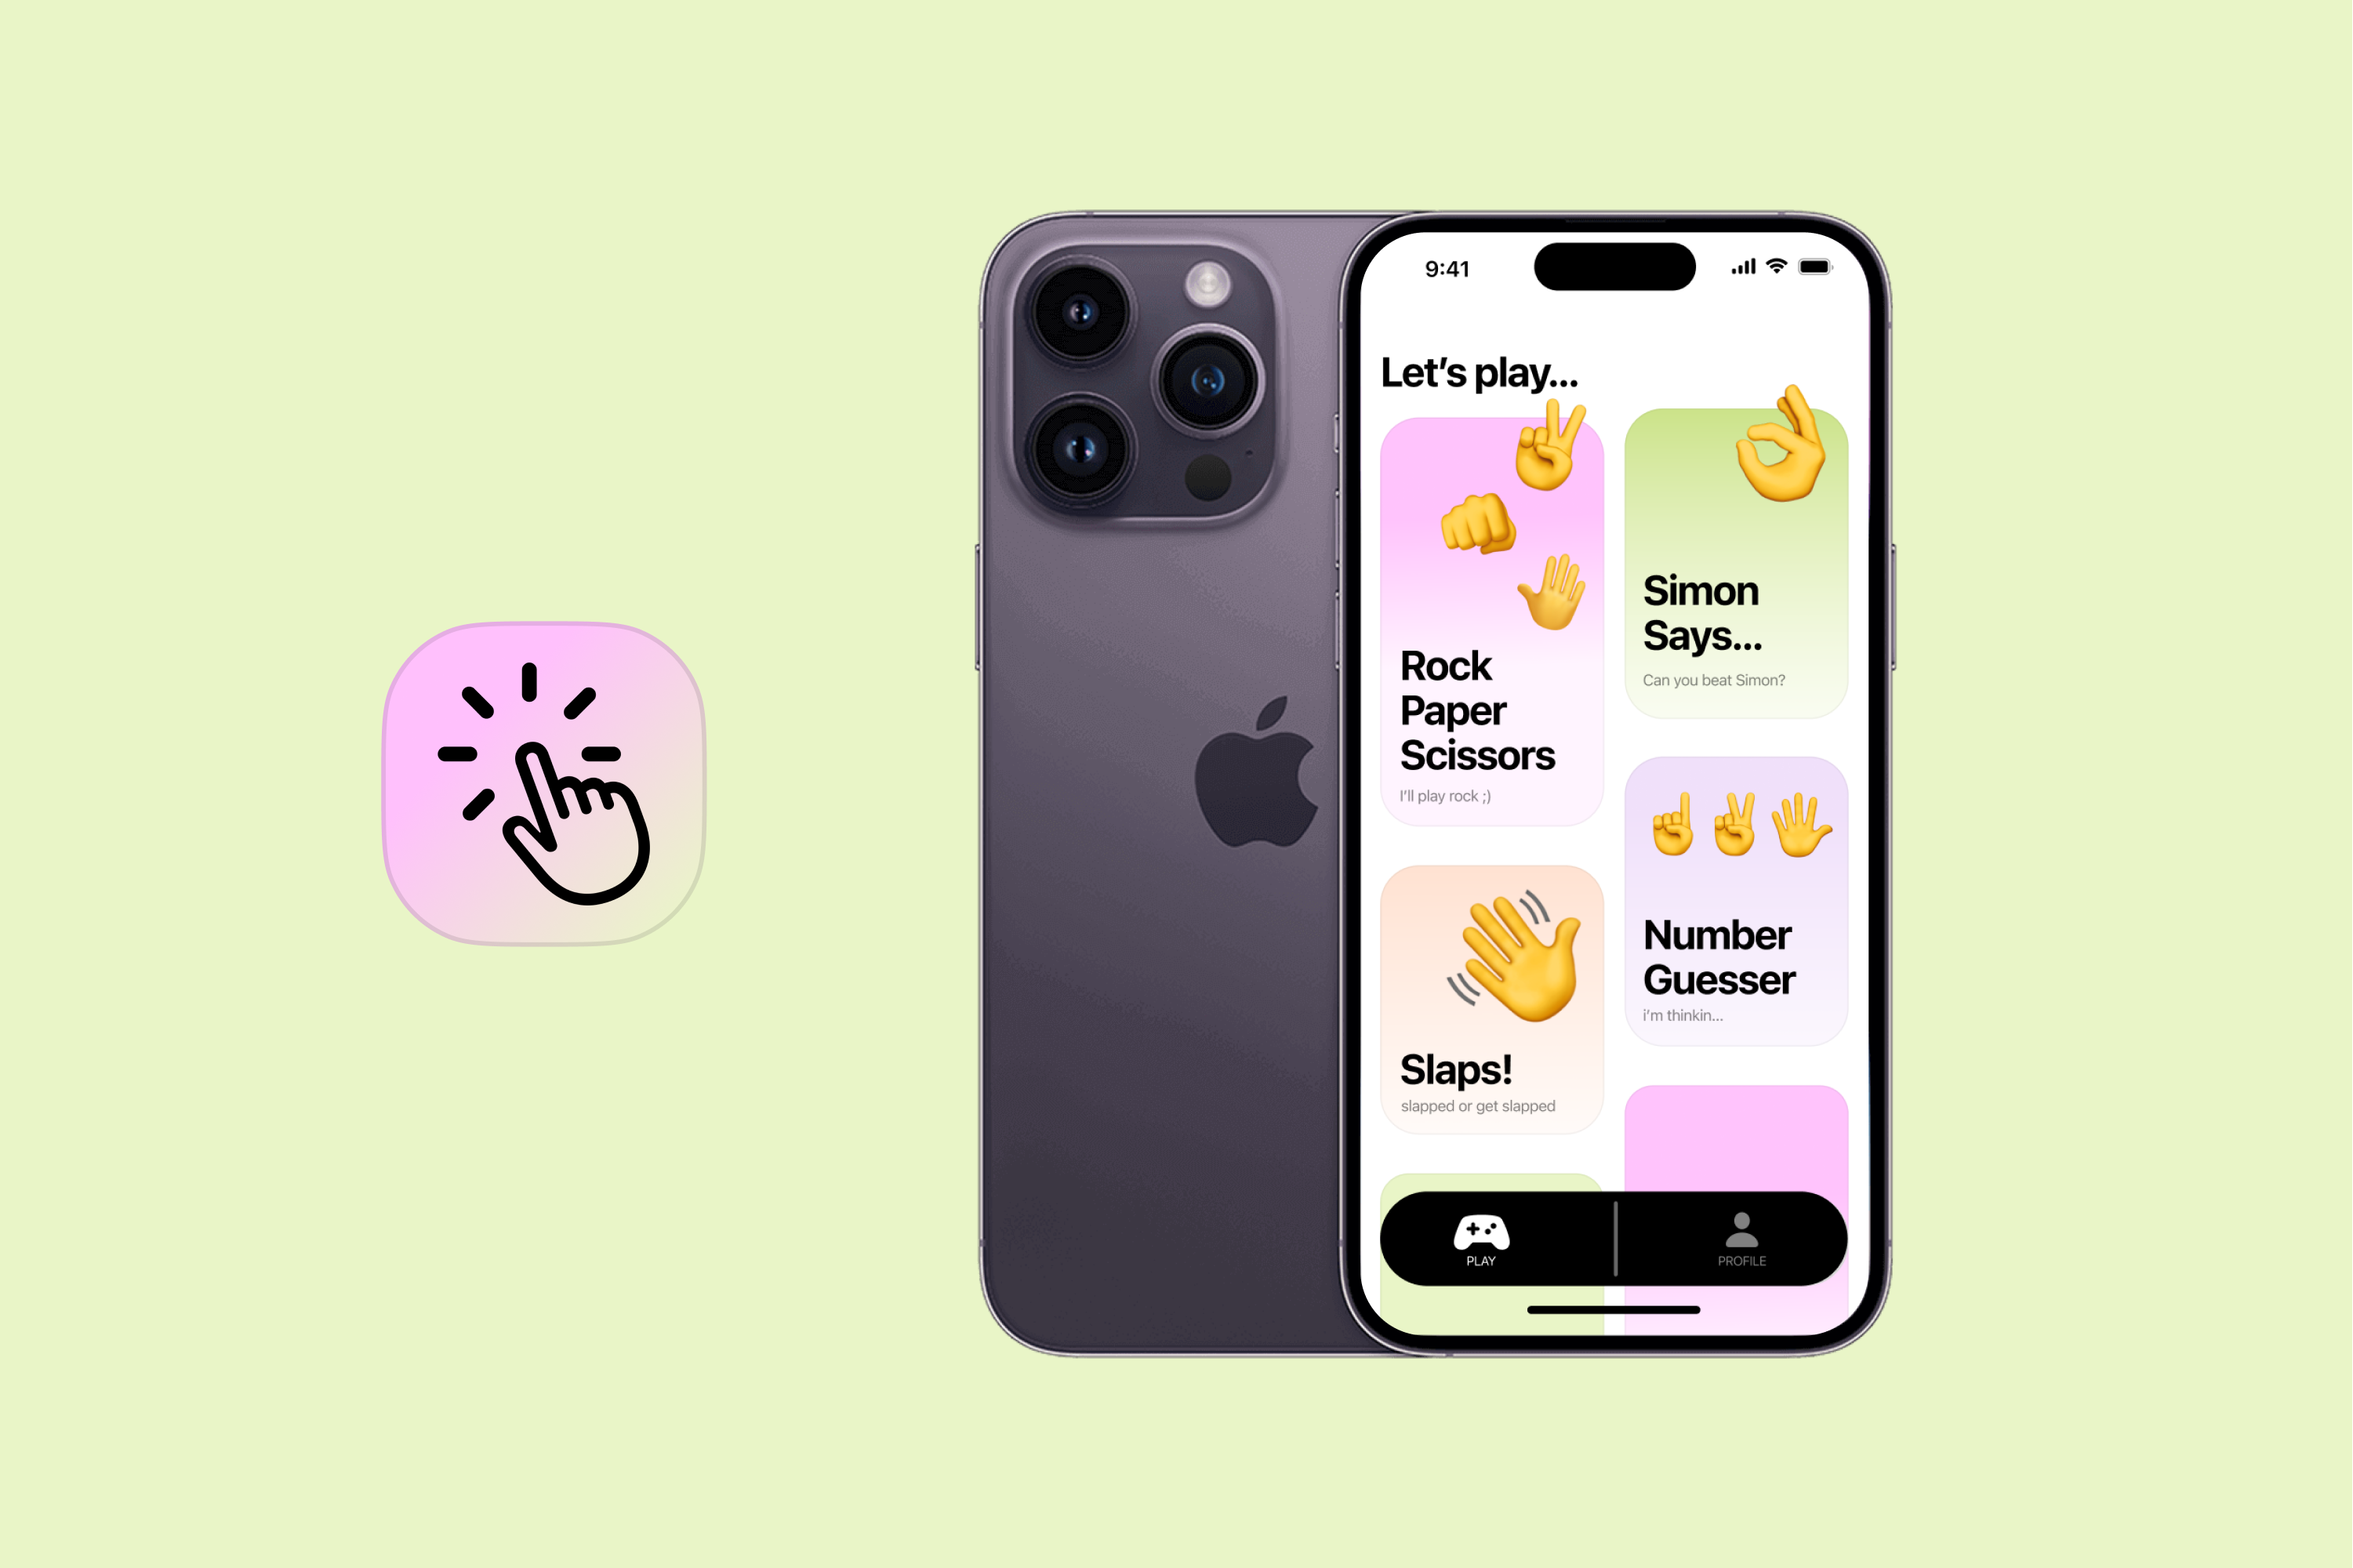 9:41
Let's play...
Rock
Paper
Scissors
I'll play rock ;)
Simon
Says...
Can you beat Simon?
Number
Guesser
i'm thinkin...
Slaps!
slapped or get slapped
PLAY
PROFILE